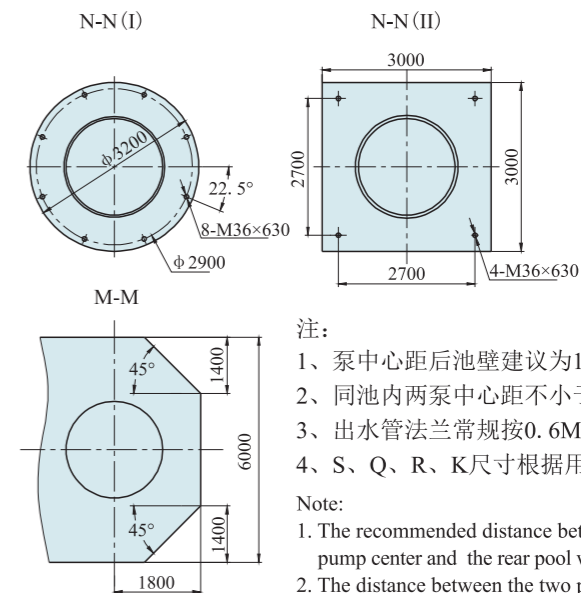 N-N (I)
N-N (II)
ϕ3200
22. 5°
8-M36×630
ϕ2900
3000
2700
3000
2700
4-M36×630
M-M
45°
1400
6000
45°
1400
1800
注:
1、泵中心距后池壁建议为1
2、同池内两泵中心距不小于
3、出水管法兰常规按0. 6M
4、S、Q、R、K尺寸根据用
Note:
1. The recommended distance bet
pump center and the rear pool
2. The distance between the two